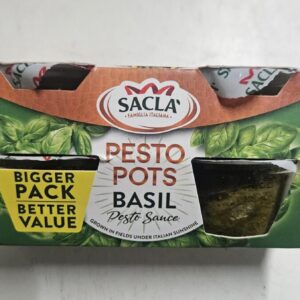 SACLA'
FAMIGLIA ITALIANA
PESTO
POTS
BASIL
Pesto Sauce
GROWN IN FIELDS UNDER ITALIAN SUNSHINE
BIGGER
PACK
BETTER
VALUE